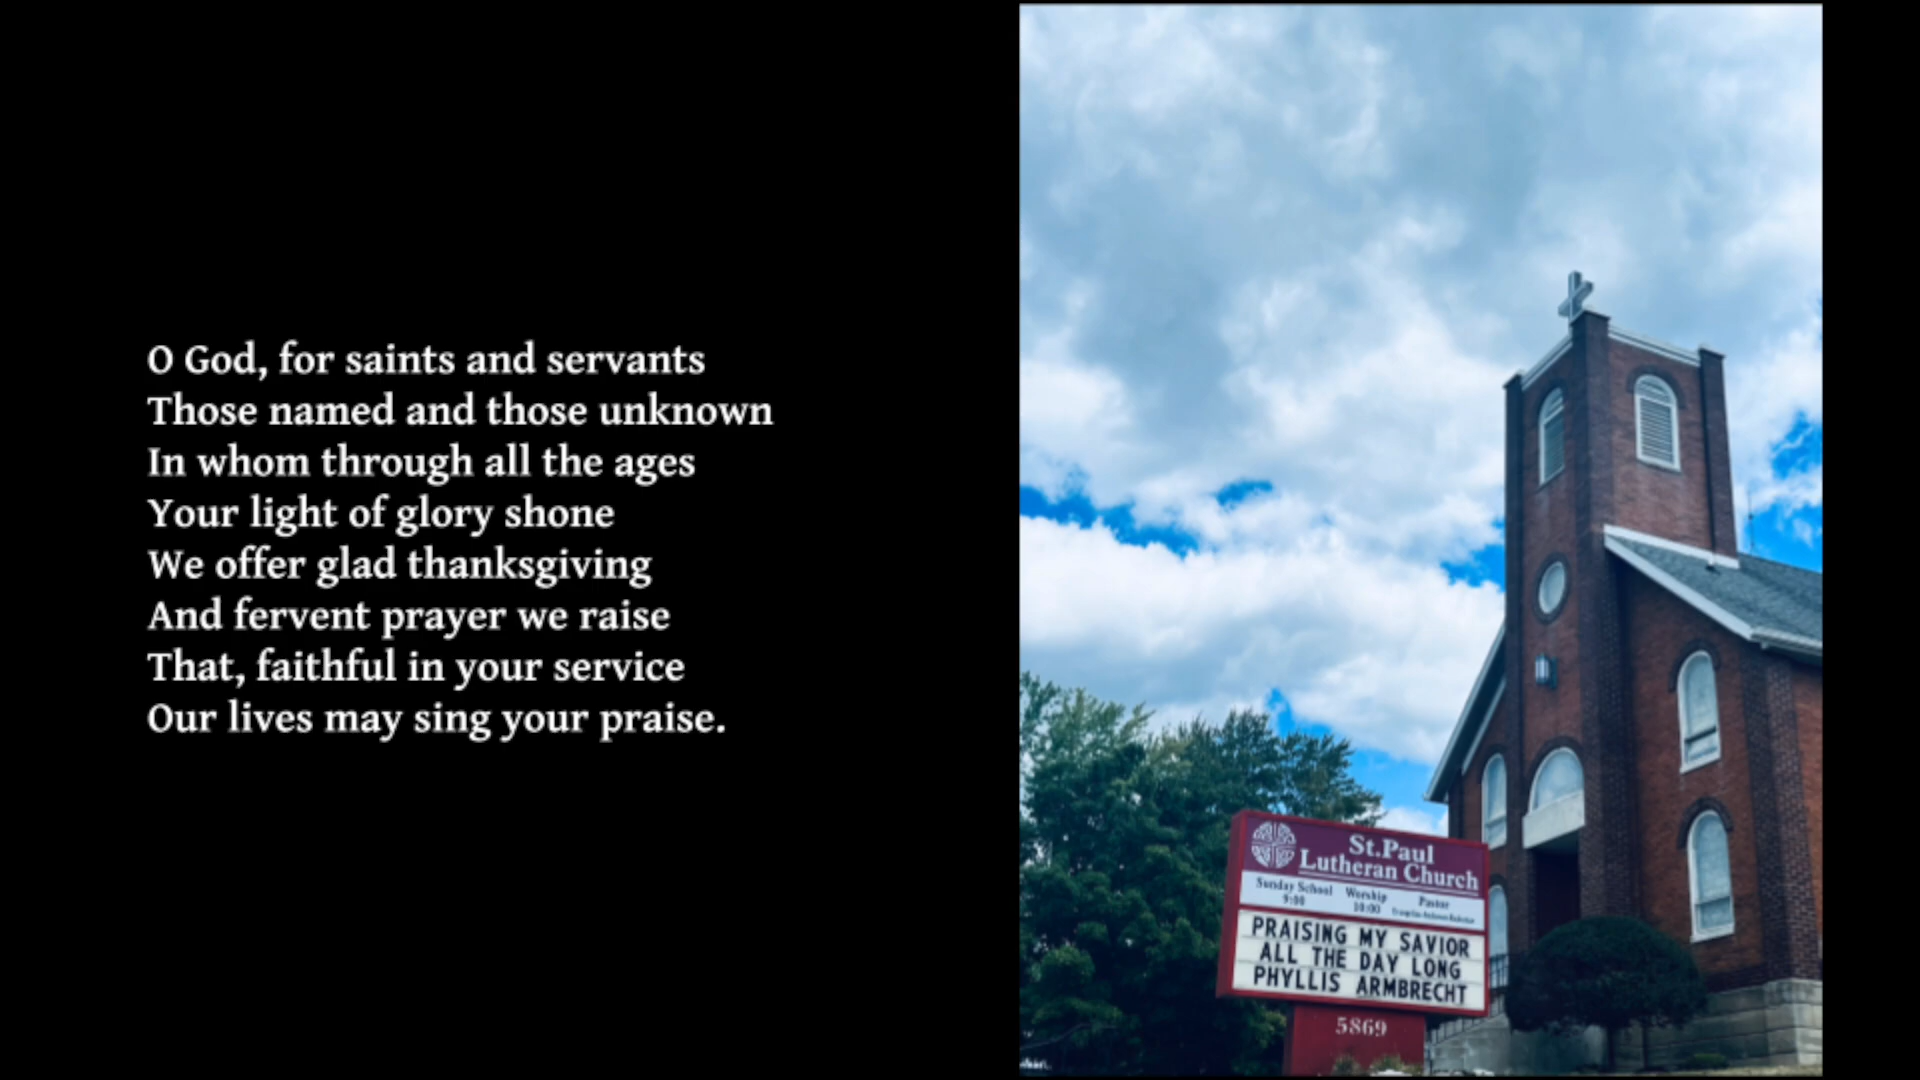 O God, for saints and servants
Those named and those unknown
In whom through all the ages
Your light of glory shone
We offer glad thanksgiving
And fervent prayer we raise
That, faithful in your service
Our lives may sing your praise.
St.Paul
Lutheran Church
Sunday School Worship Pastor
9:00 10:00
PRAISING MY SAVIOR
ALL THE DAY LONG
PHYLLIS ARMBRECHT
5869